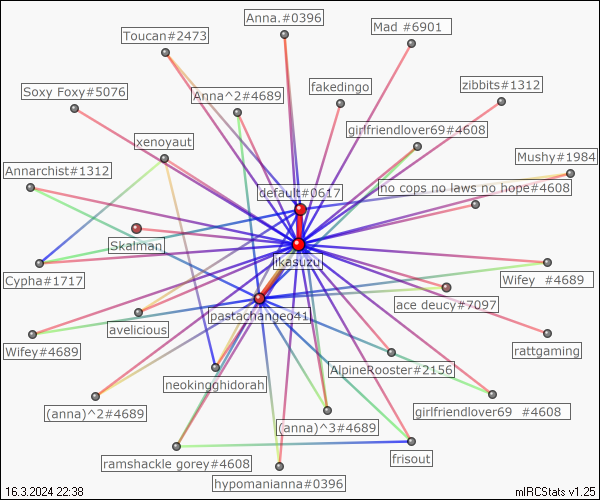 Anna.#0396
Mad #6901
Toucan#2473
Soxy Foxy#5076
Anna^2#4689
fakedingo
zibbits#1312
girlfriendlover69#4608
xenoyaut
Mushy#1984
Annarchist#1312
default#0617
no cops no laws no hope#4608
Skalman
likasuzu
Cypha#1717
Wifey #4689
ace deucy#7097
pastachangeo41
avelicious
Wifey#4689
rattgaming
AlpineRooster#2156
neokingghidorah
(anna)^2#4689
girlfriendlover69 #4608
(anna)^3#4689
ramshackle gorey#4608
frisout
hypomanianna#0396
16.3.2024 22:38
mIRCStats v1.25